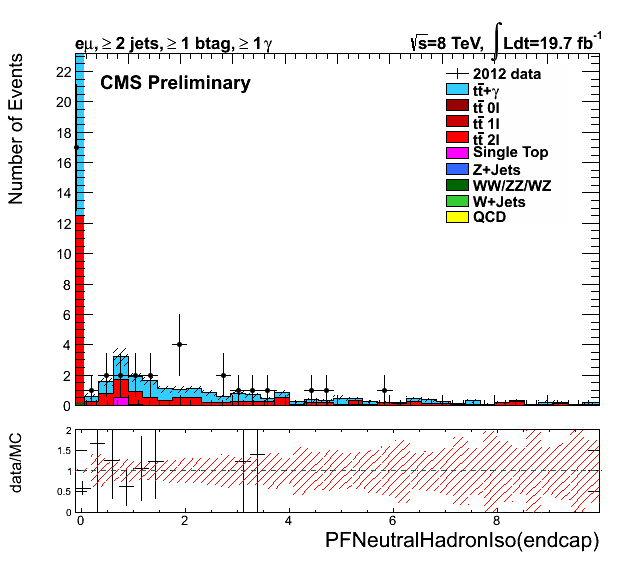 eμ, ≥ 2 jets, ≥ 1 btag, ≥ 1 γ
√s=8 TeV, ∫ Ldt=19.7 fb⁻¹
CMS Preliminary
2012 data
tt̄+γ
tt̄ 0l
tt̄ 1l
tt̄ 2l
Single Top
Z+Jets
WW/ZZ/WZ
W+Jets
QCD
Number of Events
22
20
18
16
14
12
10
8
6
4
2
0
data/MC
2
1.5
1
0.5
0
0 2 4 6 8
PFNeutralHadronIso(endcap)